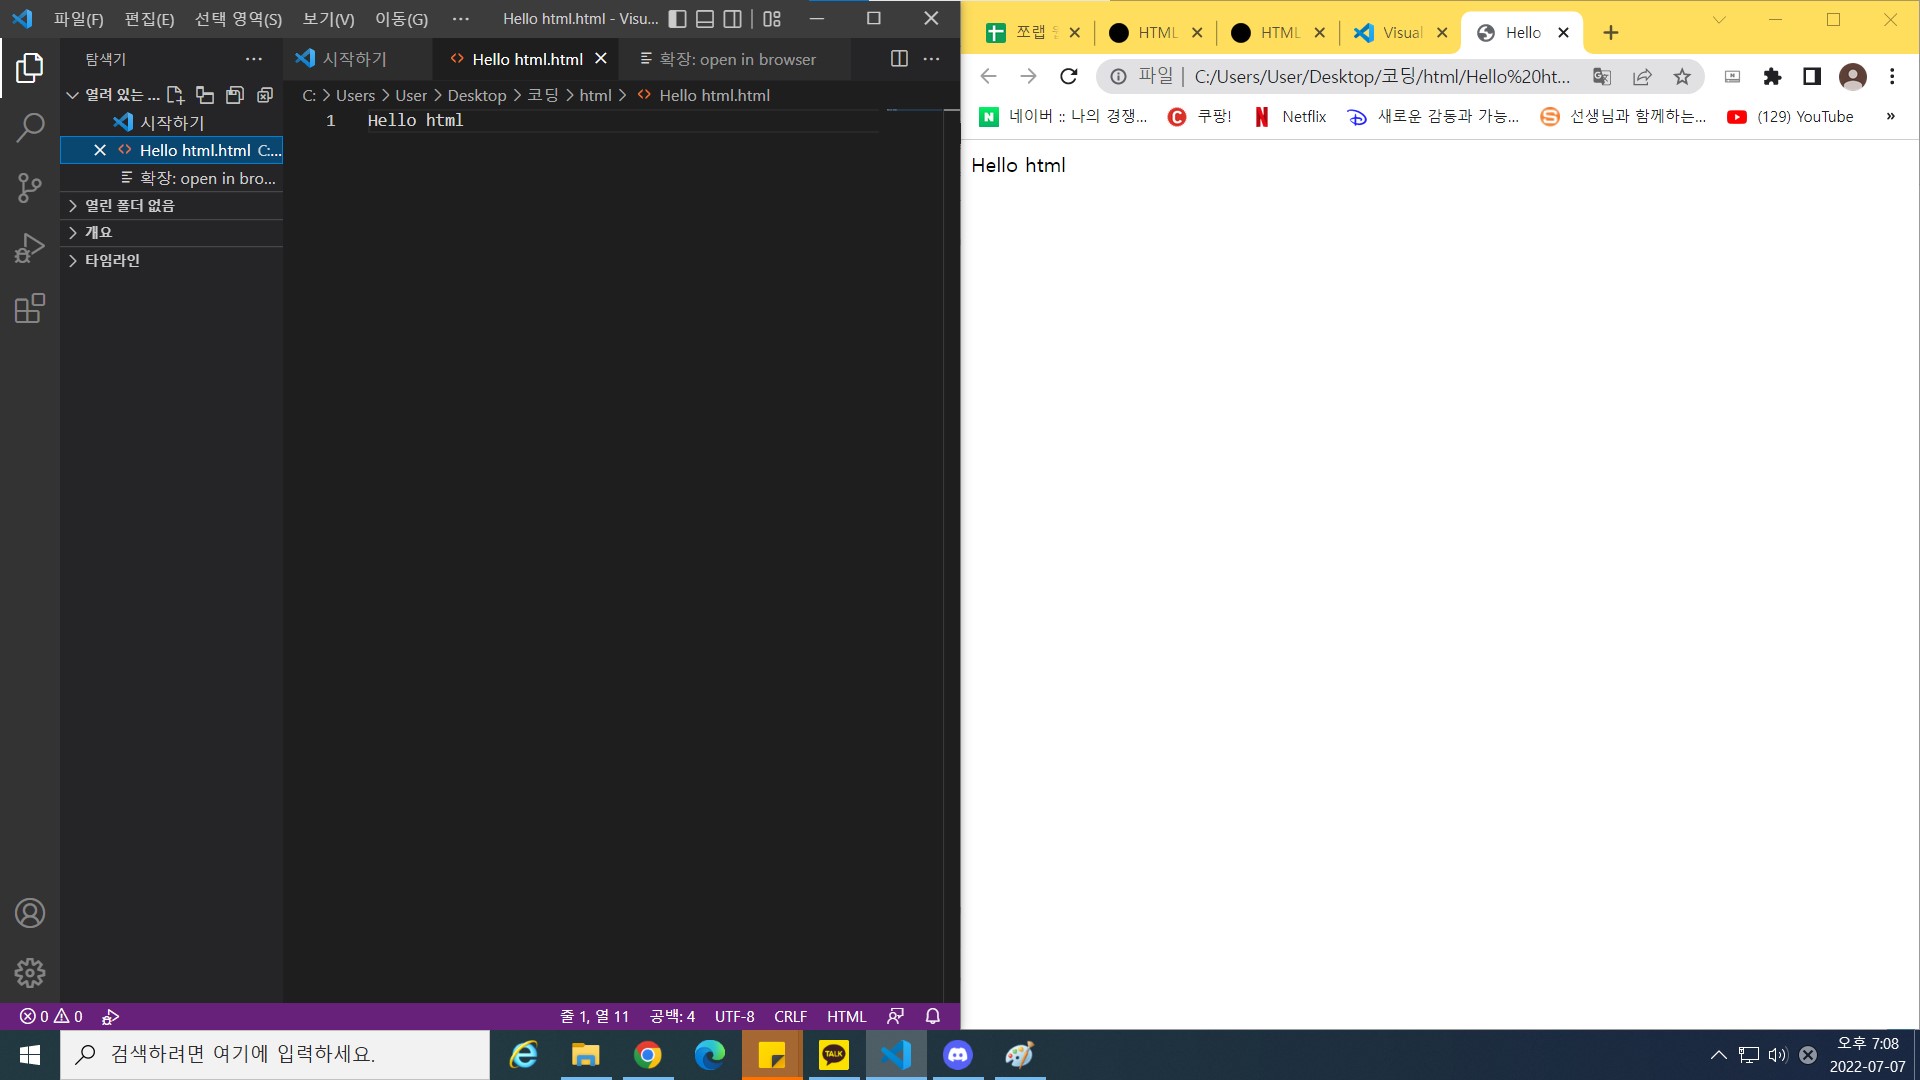 파일(F) 편집(E) 선택 영역(S) 보기(V) 이동(G) ··· Hello html.html - Visu...
탐색기 ···
시작하기 Hello html.html 확장: open in browser ···
열려 있는 ...
C: > Users > User > Desktop > 코딩 > html > Hello html.html
시작하기
Hello html.html C:...
확장: open in bro...
열린 폴더 없음
개요
타임라인
1 Hello html
0 0 줄 1, 열 11 공백: 4 UTF-8 CRLF HTML
쪼랩 HTML HTML Visual Hello
파일 | C:/Users/User/Desktop/코딩/html/Hello%20ht...
N 네이버 :: 나의 경쟁... C 쿠팡! N Netflix 새로운 감동과 가능... S 선생님과 함께하는... (129) YouTube »
Hello html
검색하려면 여기에 입력하세요.
TALK
오후 7:08
2022-07-07